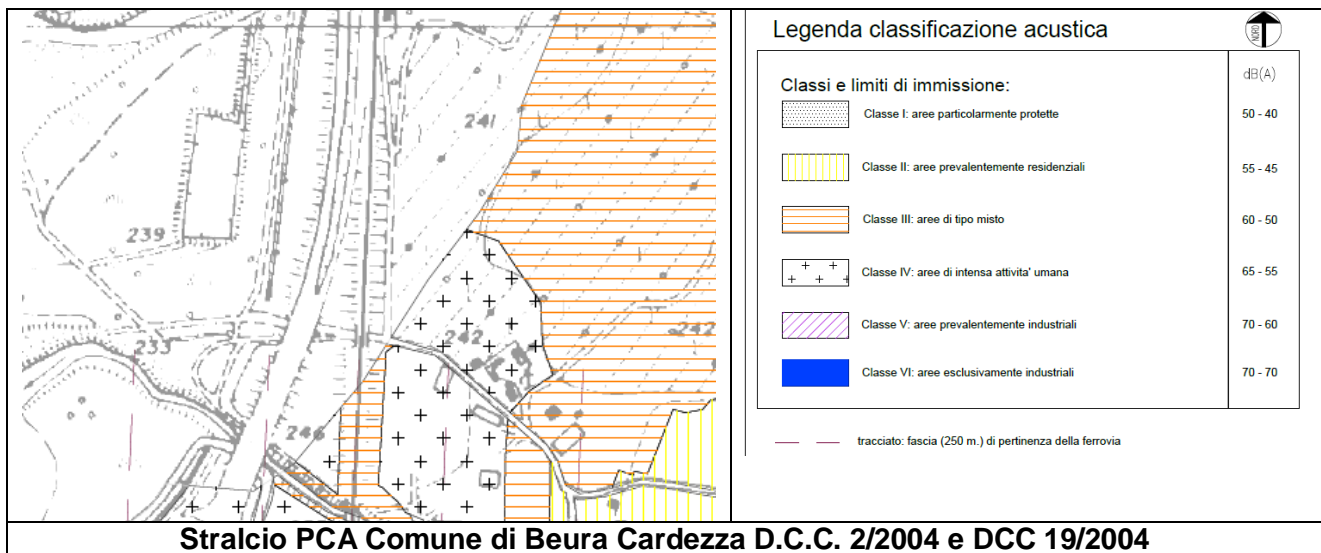 241
239
242
242
233
246
Legenda classificazione acustica
NORD
dB(A)
Classi e limiti di immissione:
Classe I: aree particolarmente protette
50 - 40
Classe II: aree prevalentemente residenziali
55 - 45
Classe III: aree di tipo misto
60 - 50
Classe IV: aree di intensa attivita' umana
65 - 55
Classe V: aree prevalentemente industriali
70 - 60
Classe VI: aree esclusivamente industriali
70 - 70
tracciato: fascia (250 m.) di pertinenza della ferrovia
Stralcio PCA Comune di Beura Cardezza D.C.C. 2/2004 e DCC 19/2004